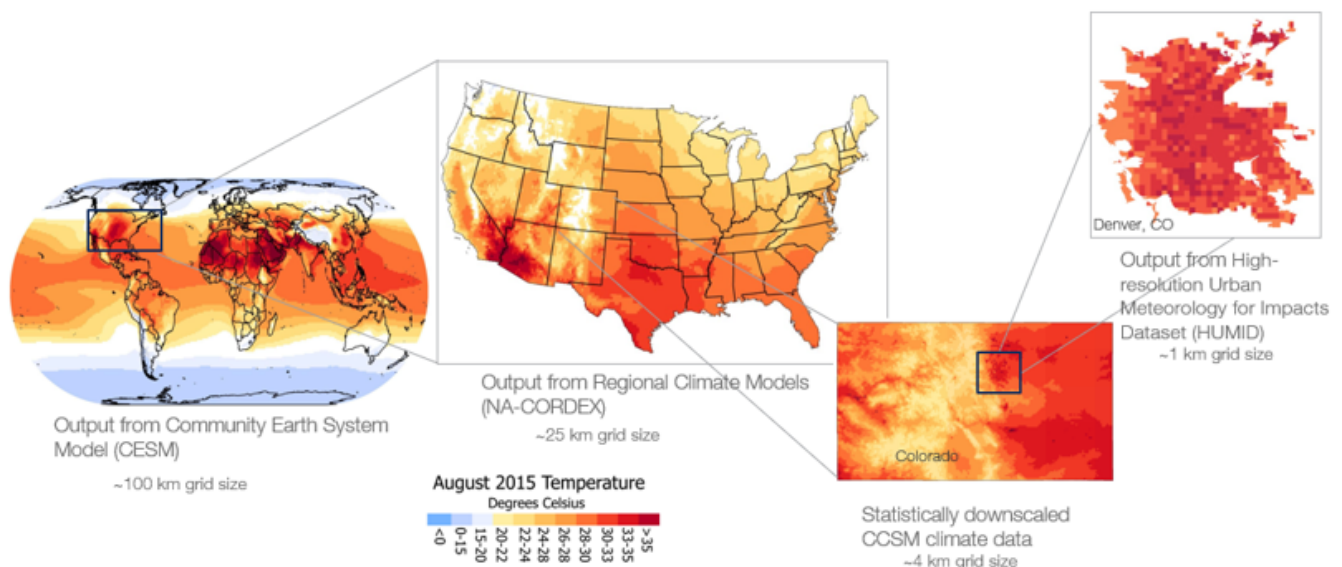 Denver, CO
Output from High-
resolution Urban
Meteorology for Impacts
Dataset (HUMID)
~1 km grid size
Output from Regional Climate Models
(NA-CORDEX)
~25 km grid size
Output from Community Earth System
Model (CESM)
~100 km grid size
Colorado
August 2015 Temperature
Degrees Celsius
<0
0-15
15-20
20-22
22-24
24-28
26-28
28-30
30-33
33-35
>35
Statistically downscaled
CCSM climate data
~4 km grid size